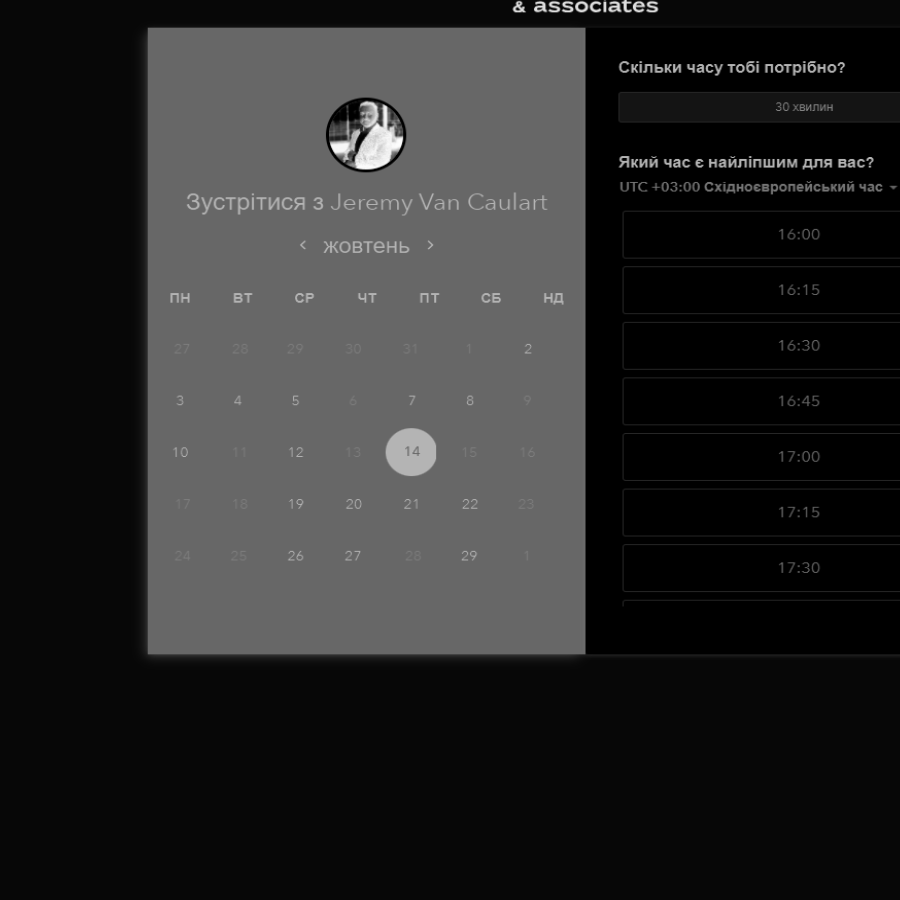 & associates
Зустрітися з Jeremy Van Caulart
жовтень
ПН ВТ СР ЧТ ПТ СБ НД
27 28 29 30 31 1 2
3 4 5 6 7 8 9
10 11 12 13 14 15 16
17 18 19 20 21 22 23
24 25 26 27 28 29 1
Скільки часу тобі потрібно?
30 хвилин
Який час є найліпшим для вас?
UTC +03:00 Східноєвропейський час
16:00
16:15
16:30
16:45
17:00
17:15
17:30